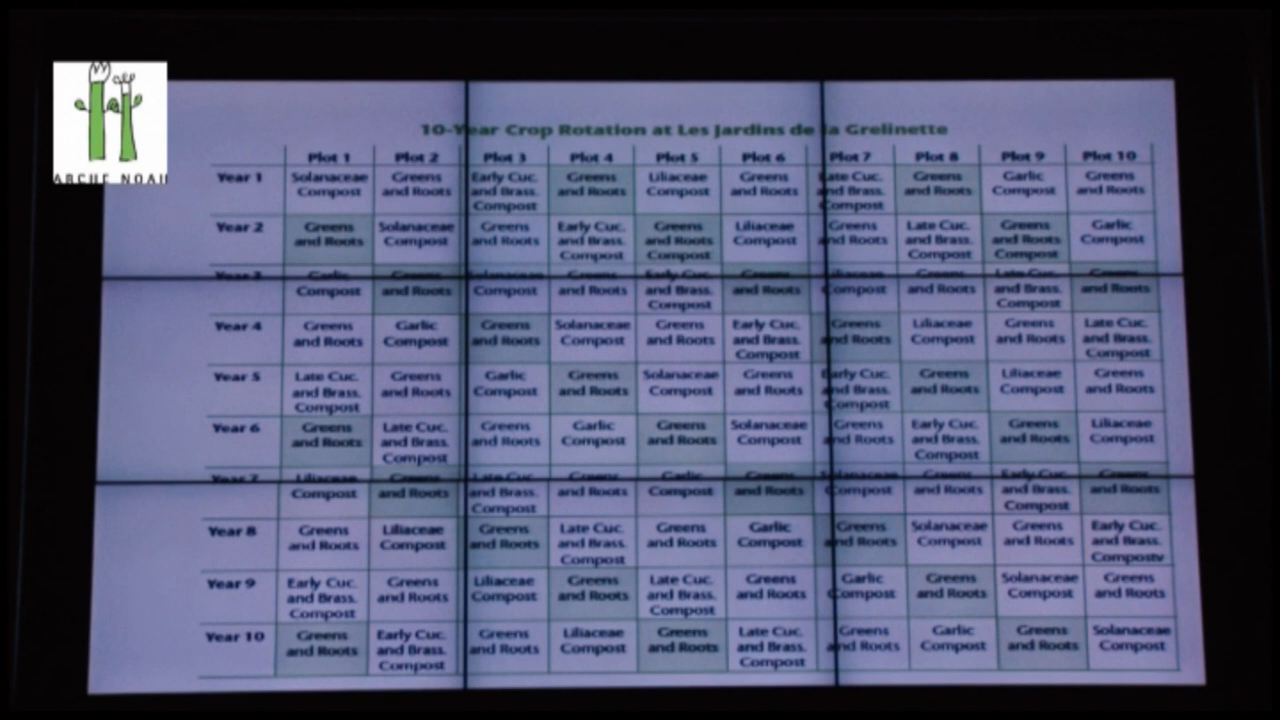 ARCHE NOAH
10-Year Crop Rotation at Les Jardins de la Grelinette
Plot 1 Plot 2 Plot 3 Plot 4 Plot 5 Plot 6 Plot 7 Plot 8 Plot 9 Plot 10
Year 1 Solanaceae Greens Early Cuc. Greens Liliaceae Greens Late Cuc. Greens Garlic Greens
Compost and Roots and Brass. and Roots Compost and Roots and Brass. and Roots Compost and Roots
Compost Compost
Year 2 Greens Solanaceae Greens Early Cuc. Greens Liliaceae Greens Late Cuc. Greens Garlic
and Roots Compost and Roots and Brass. and Roots Compost and Roots and Brass. and Roots Compost
Compost Compost Compost Compost
Year 3 Garlic Greens Solanaceae Greens Early Cuc. Greens Liliaceae Greens Late Cuc. Greens
Compost and Roots Compost and Roots and Brass. and Roots Compost and Roots and Brass. and Roots
Compost Compost
Year 4 Greens Garlic Greens Solanaceae Greens Early Cuc. Greens Liliaceae Greens Late Cuc.
and Roots Compost and Roots Compost and Roots and Brass. and Roots Compost and Roots and Brass.
Compost Compost
Year 5 Late Cuc. Greens Garlic Greens Solanaceae Greens Early Cuc. Greens Liliaceae Greens
and Brass. and Roots Compost and Roots Compost and Roots and Brass. and Roots Compost and Roots
Compost Compost
Year 6 Greens Late Cuc. Greens Garlic Greens Solanaceae Greens Early Cuc. Greens Liliaceae
and Roots and Brass. and Roots Compost and Roots Compost and Roots and Brass. and Roots Compost
Compost Compost
Year 7 Liliaceae Greens Late Cuc. Greens Garlic Greens Solanaceae Greens Early Cuc. Greens
Compost and Roots and Brass. and Roots Compost and Roots Compost and Roots and Brass. and Roots
Compost Compost
Year 8 Greens Liliaceae Greens Late Cuc. Greens Garlic Greens Solanaceae Greens Early Cuc.
and Roots Compost and Roots and Brass. and Roots Compost and Roots Compost and Roots and Brass.
Compost Compostv
Year 9 Early Cuc. Greens Liliaceae Greens Late Cuc. Greens Garlic Greens Solanaceae Greens
and Brass. and Roots Compost and Roots and Brass. and Roots Compost and Roots Compost and Roots
Compost Compost
Year 10 Greens Early Cuc. Greens Liliaceae Greens Late Cuc. Greens Garlic Greens Solanaceae
and Roots and Brass. and Roots Compost and Roots and Brass. and Roots Compost and Roots Compost
Compost Compost